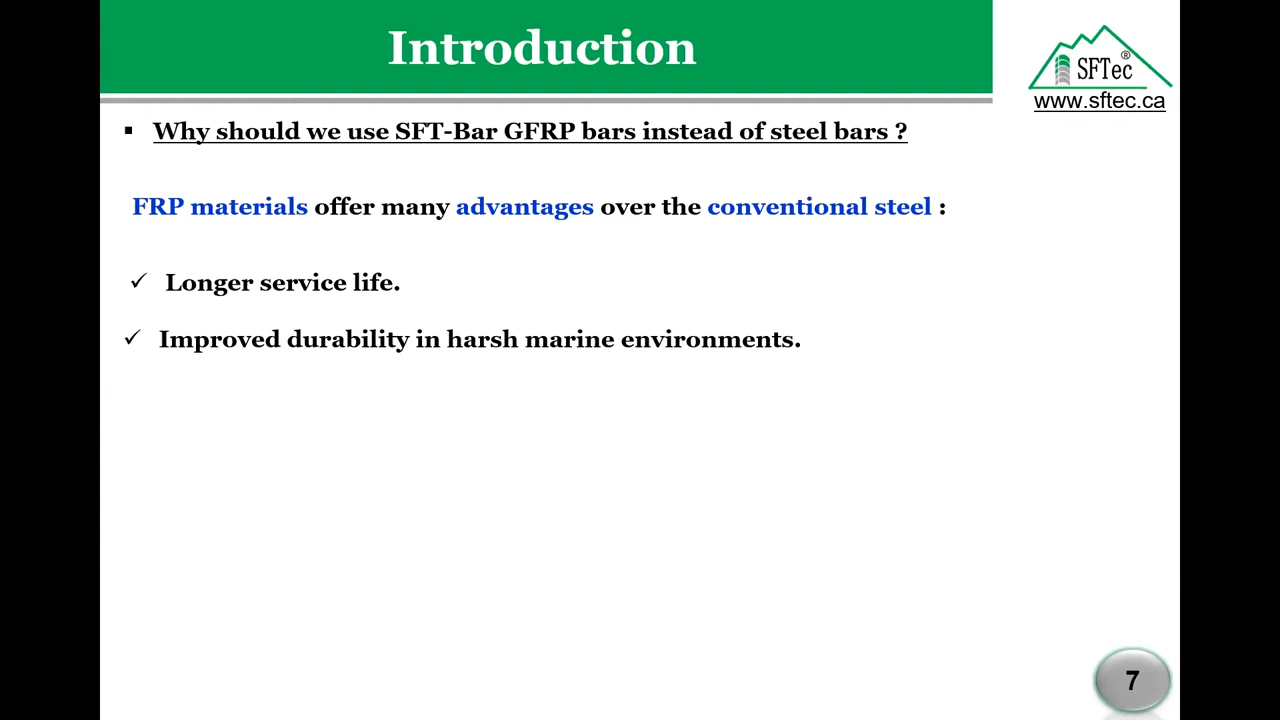 Introduction
SFTec®
www.sftec.ca
▪ Why should we use SFT-Bar GFRP bars instead of steel bars ?
FRP materials offer many advantages over the conventional steel :
✓ Longer service life.
✓ Improved durability in harsh marine environments.
7